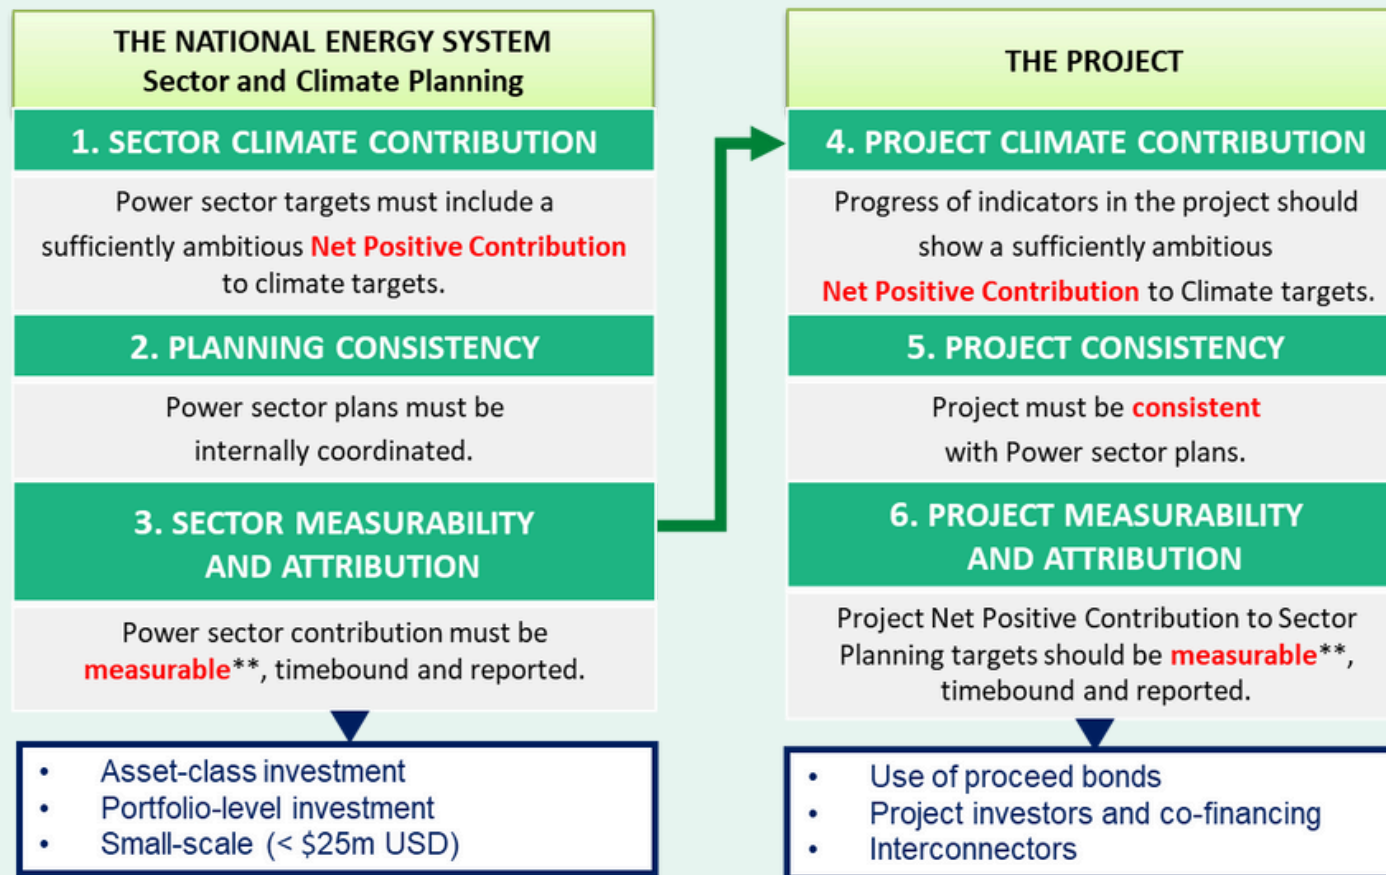 THE NATIONAL ENERGY SYSTEM
Sector and Climate Planning
1. SECTOR CLIMATE CONTRIBUTION
Power sector targets must include a
sufficiently ambitious Net Positive Contribution
to climate targets.
2. PLANNING CONSISTENCY
Power sector plans must be
internally coordinated.
3. SECTOR MEASURABILITY
AND ATTRIBUTION
Power sector contribution must be
measurable**, timebound and reported.
• Asset-class investment
• Portfolio-level investment
• Small-scale (< $25m USD)
THE PROJECT
4. PROJECT CLIMATE CONTRIBUTION
Progress of indicators in the project should
show a sufficiently ambitious
Net Positive Contribution to Climate targets.
5. PROJECT CONSISTENCY
Project must be consistent
with Power sector plans.
6. PROJECT MEASURABILITY
AND ATTRIBUTION
Project Net Positive Contribution to Sector
Planning targets should be measurable**,
timebound and reported.
• Use of proceed bonds
• Project investors and co-financing
• Interconnectors